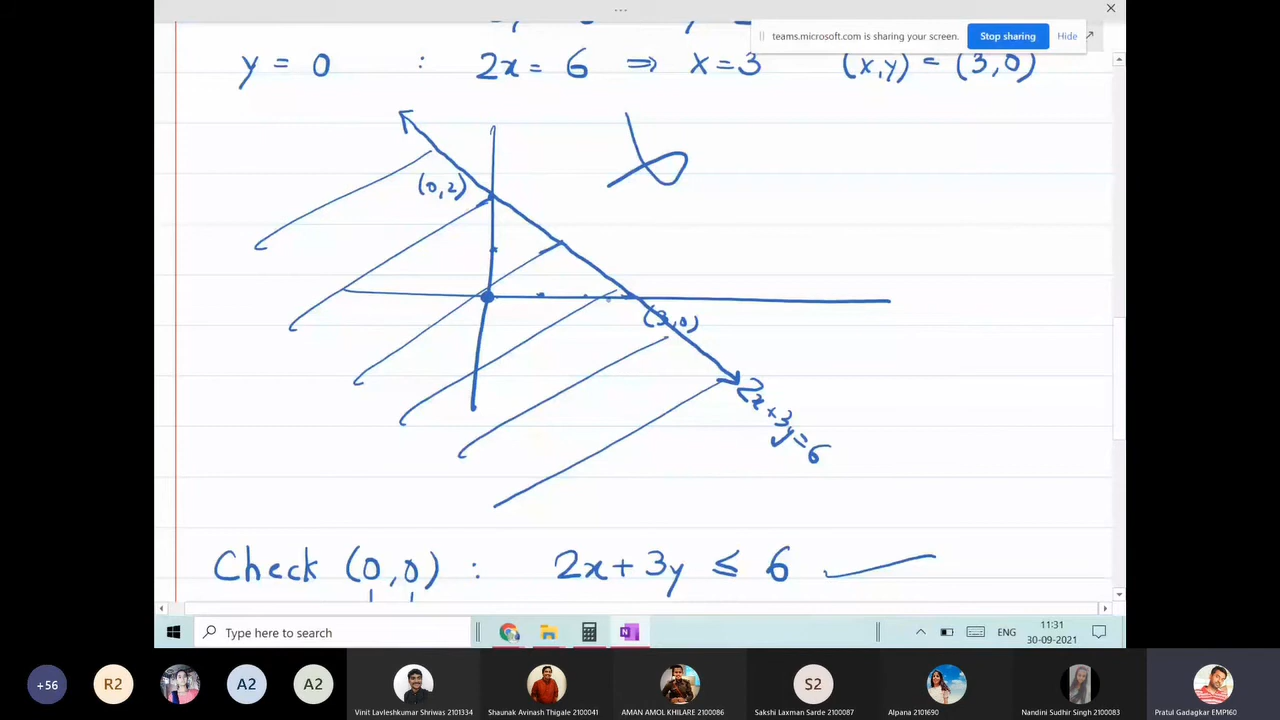 teams.microsoft.com is sharing your screen. Stop sharing Hide
y = 0 : 2x = 6 ⇒ x = 3 (x,y) = (3,0)
(0,2)
(3,0)
2x+3y=6
Check (0,0) : 2x+3y ≤ 6
Type here to search
ENG
11:31
30-09-2021
+56 R2 A2 A2 S2
Vinit Lavleshkumar Shriwas 2101334
Shaunak Avinash Thigale 2100041
AMAN AMOL KHILARE 2100086
Sakshi Laxman Sarde 2100087
Alpana 2101690
Nandini Sudhir Singh 2100083
Pratul Gadagkar EMP160